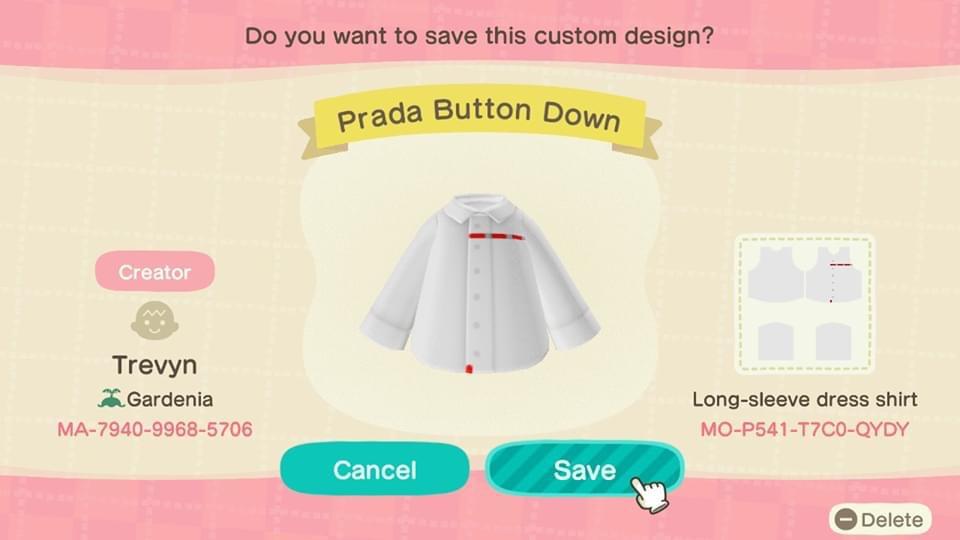 Do you want to save this custom design?
Prada Button Down
Creator
Trevyn
Gardenia
MA-7940-9968-5706
Long-sleeve dress shirt
MO-P541-T7C0-QYDY
Cancel
Save
Delete